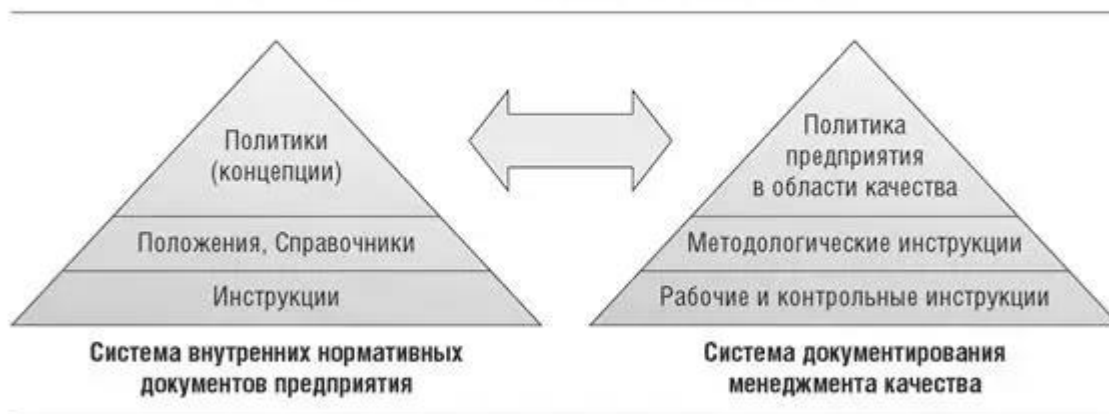 Политики
(концепции)
Положения, Справочники
Инструкции
Система внутренних нормативных
документов предприятия
Политика
предприятия
в области качества
Методологические инструкции
Рабочие и контрольные инструкции
Система документирования
менеджмента качества